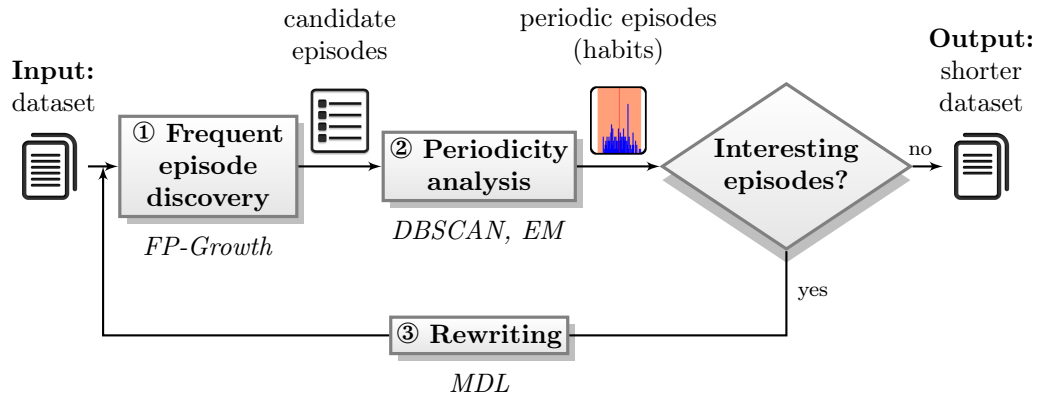 Input:
dataset
① Frequent
episode
discovery
FP-Growth
candidate
episodes
② Periodicity
analysis
DBSCAN, EM
periodic episodes
(habits)
Interesting
episodes?
no
Output:
shorter
dataset
yes
③ Rewriting
MDL